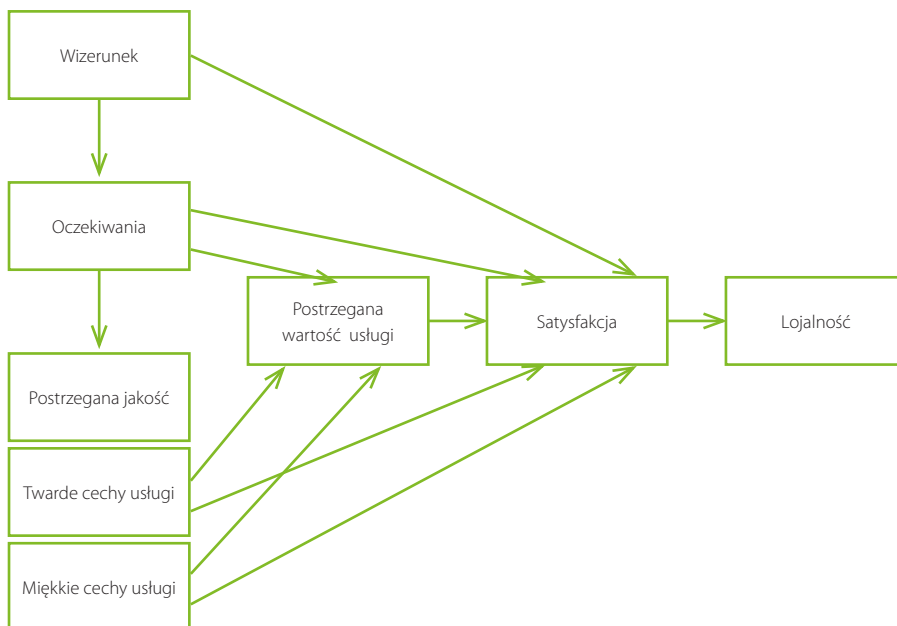 Wizerunek
Oczekiwania
Postrzegana
wartość usługi
Satysfakcja
Lojalność
Postrzegana jakość
Twarde cechy usługi
Miękkie cechy usługi